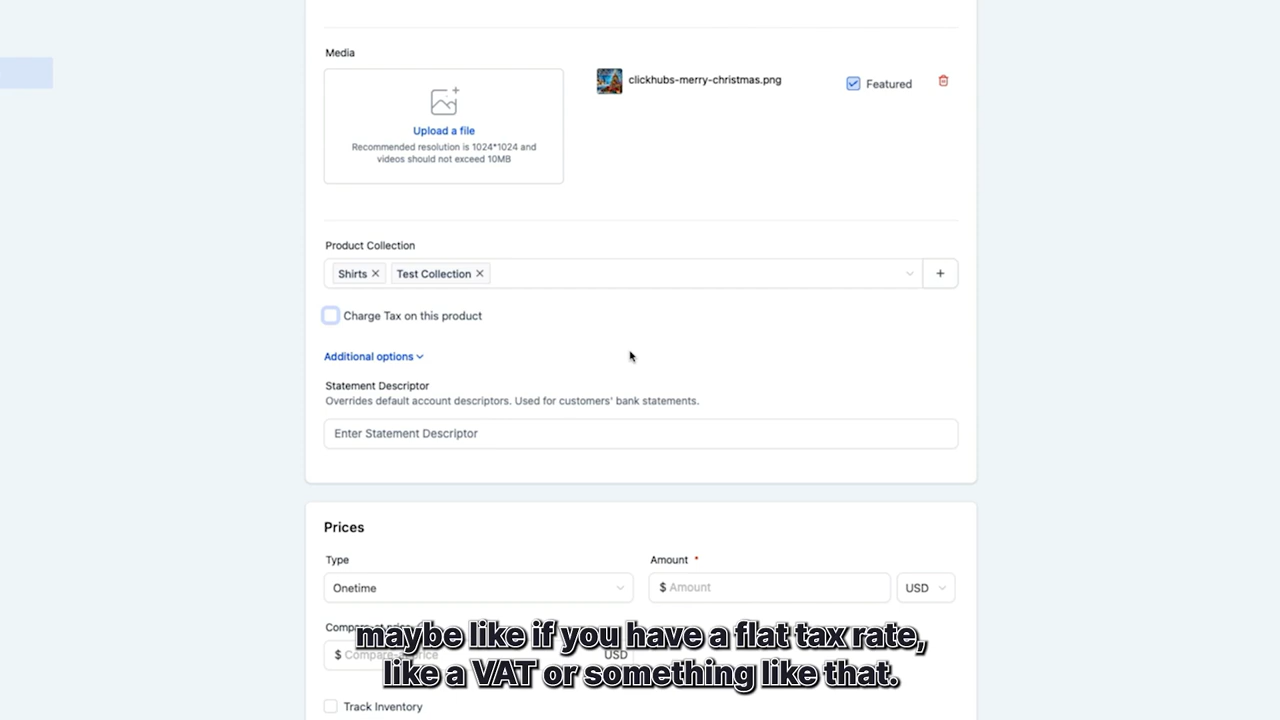 Media
clickhubs-merry-christmas.png
Featured
Upload a file
Recommended resolution is 1024*1024 and
videos should not exceed 10MB
Product Collection
Shirts
Test Collection
+
Charge Tax on this product
Additional options
Statement Descriptor
Overrides default account descriptors. Used for customers' bank statements.
Enter Statement Descriptor
Prices
Type
Amount *
Onetime
$ Amount
USD
$ Compare-at price
USD
maybe like if you have a flat tax rate,
like a VAT or something like that.
Track Inventory